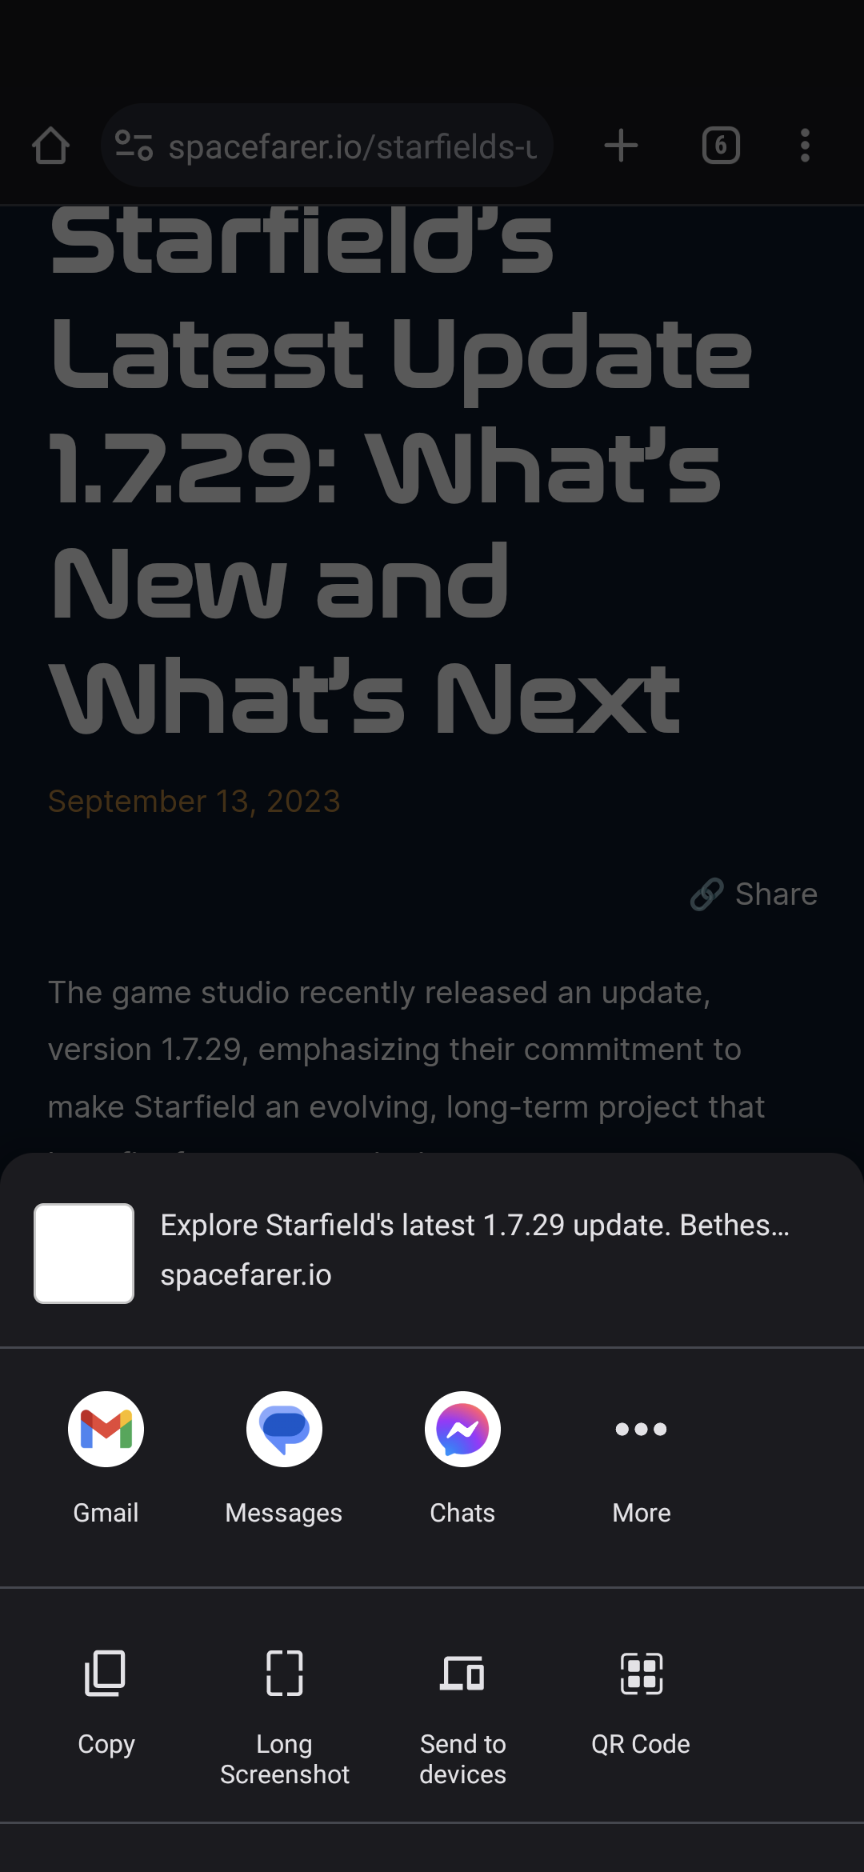 spacefarer.io/starfields-
6
Starfield's
Latest Update
1.7.29: What's
New and
What's Next
September 13, 2023
Share
The game studio recently released an update,
version 1.7.29, emphasizing their commitment to
make Starfield an evolving, long-term project that
Explore Starfield's latest 1.7.29 update. Bethes...
spacefarer.io
Gmail
Messages
Chats
More
Copy
Long
Screenshot
Send to
devices
QR Code